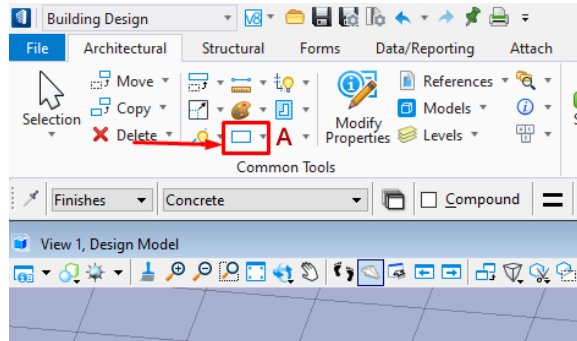 Building Design V8
File Architectural Structural Forms Data/Reporting Attach
Move References
Selection Copy Modify Properties Models
Delete A Levels
Common Tools
Finishes Concrete Compound
View 1, Design Model